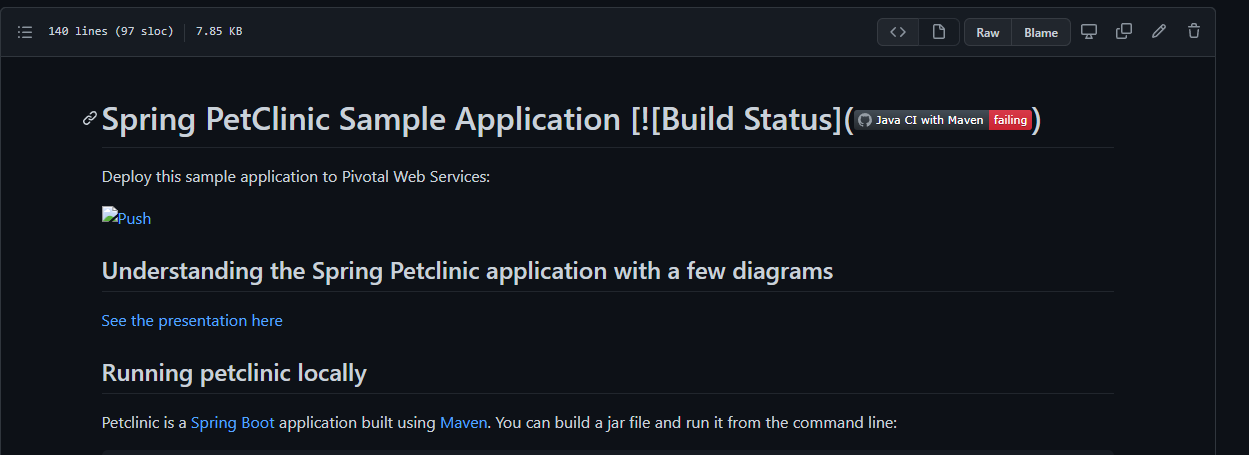 140 lines (97 sloc) 7.85 KB Raw Blame
Spring PetClinic Sample Application [![Build Status](Java CI with Maven failing)
Deploy this sample application to Pivotal Web Services:
Push
Understanding the Spring Petclinic application with a few diagrams
See the presentation here
Running petclinic locally
Petclinic is a Spring Boot application built using Maven. You can build a jar file and run it from the command line: